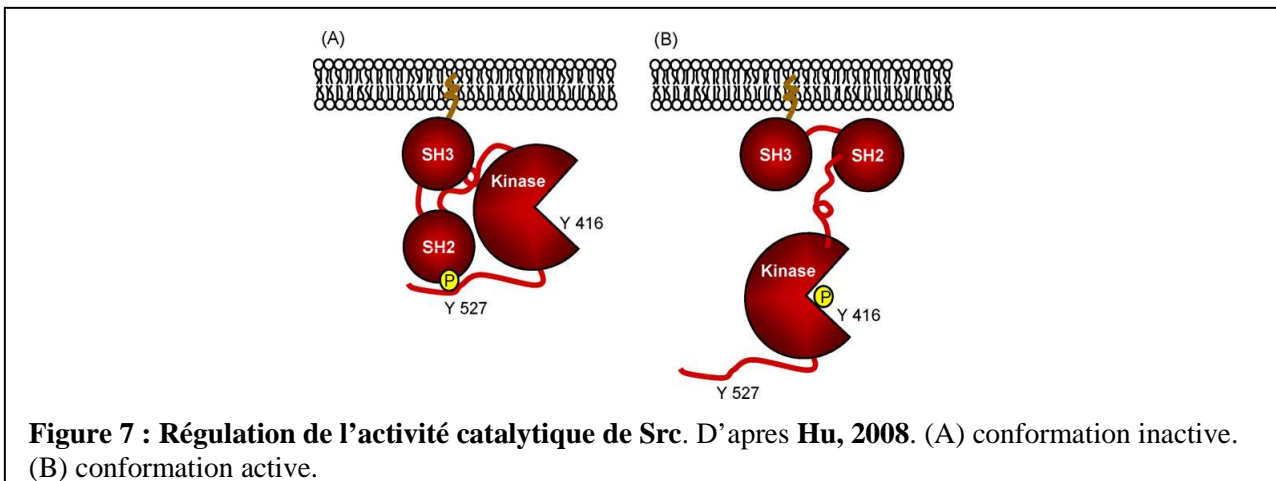 (A)
(B)
SH3
Kinase
Y 416
SH2
P
Y 527
SH3
SH2
Kinase
P
Y 416
Y 527
Figure 7 : Régulation de l'activité catalytique de Src. D'apres Hu, 2008. (A) conformation inactive.
(B) conformation active.